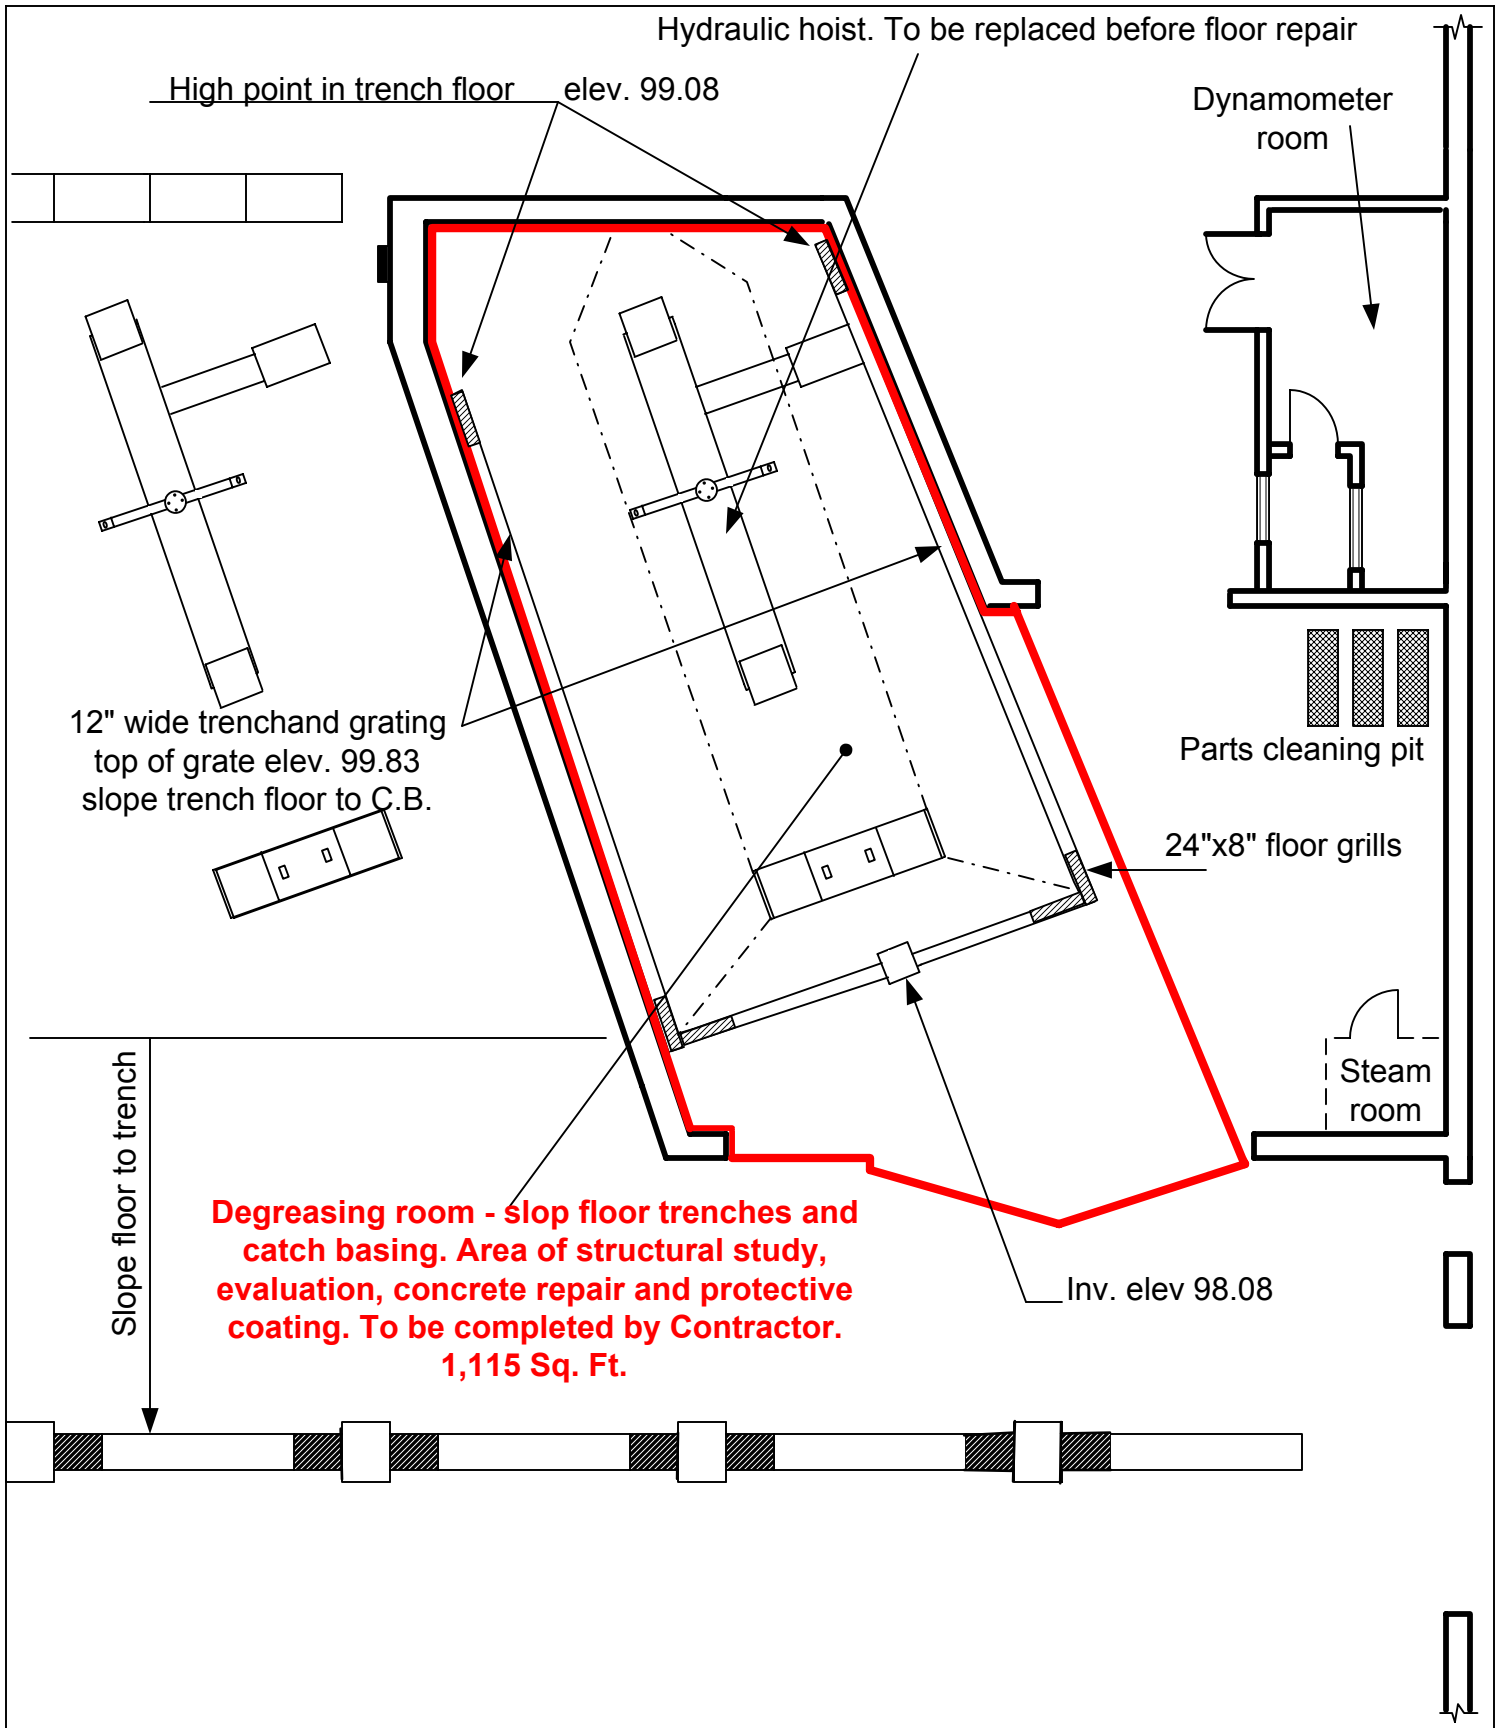 Hydraulic hoist. To be replaced before floor repair
High point in trench floor elev. 99.08
Dynamometer
room
12" wide trenchand grating
top of grate elev. 99.83
slope trench floor to C.B.
Parts cleaning pit
24"x8" floor grills
Steam
room
Slope floor to trench
Degreasing room - slop floor trenches and
catch basing. Area of structural study,
evaluation, concrete repair and protective
coating. To be completed by Contractor.
1,115 Sq. Ft.
Inv. elev 98.08